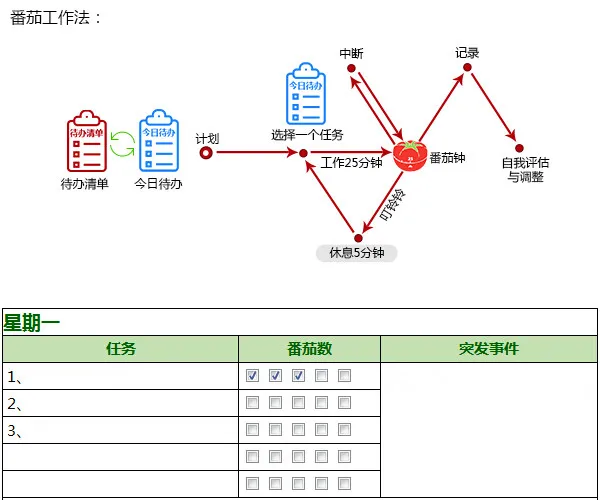 番茄工作法：
中断
记录
今日待办
待办清单
今日待办
计划
选择一个任务
工作25分钟
番茄钟
自我评估
与调整
待办清单
今日待办
叮铃铃
休息5分钟
星期一
任务 番茄数 突发事件
1、
2、
3、